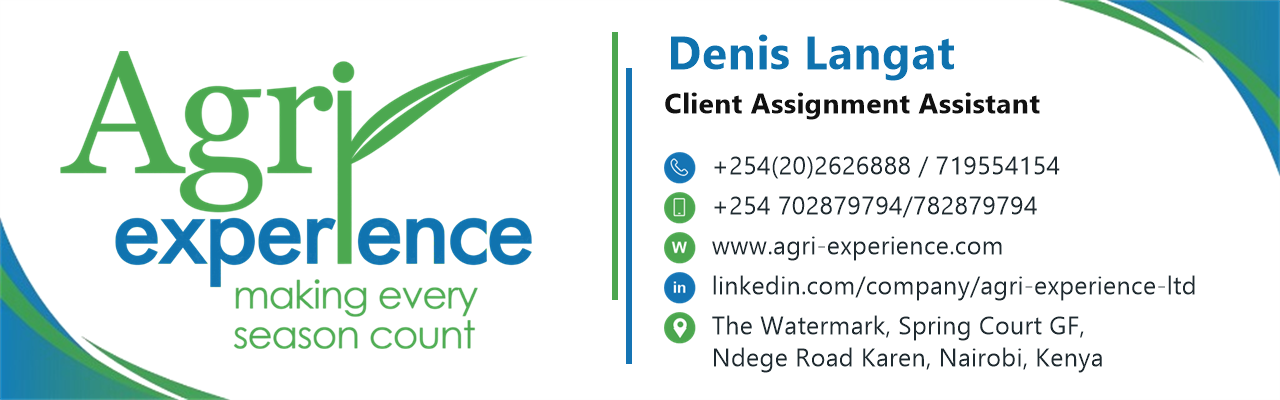 Agri
experience
making every
season count
Denis Langat
Client Assignment Assistant
+254(20)2626888 / 719554154
+254 702879794/782879794
W www.agri-experience.com
in linkedin.com/company/agri-experience-ltd
The Watermark, Spring Court GF,
Ndege Road Karen, Nairobi, Kenya